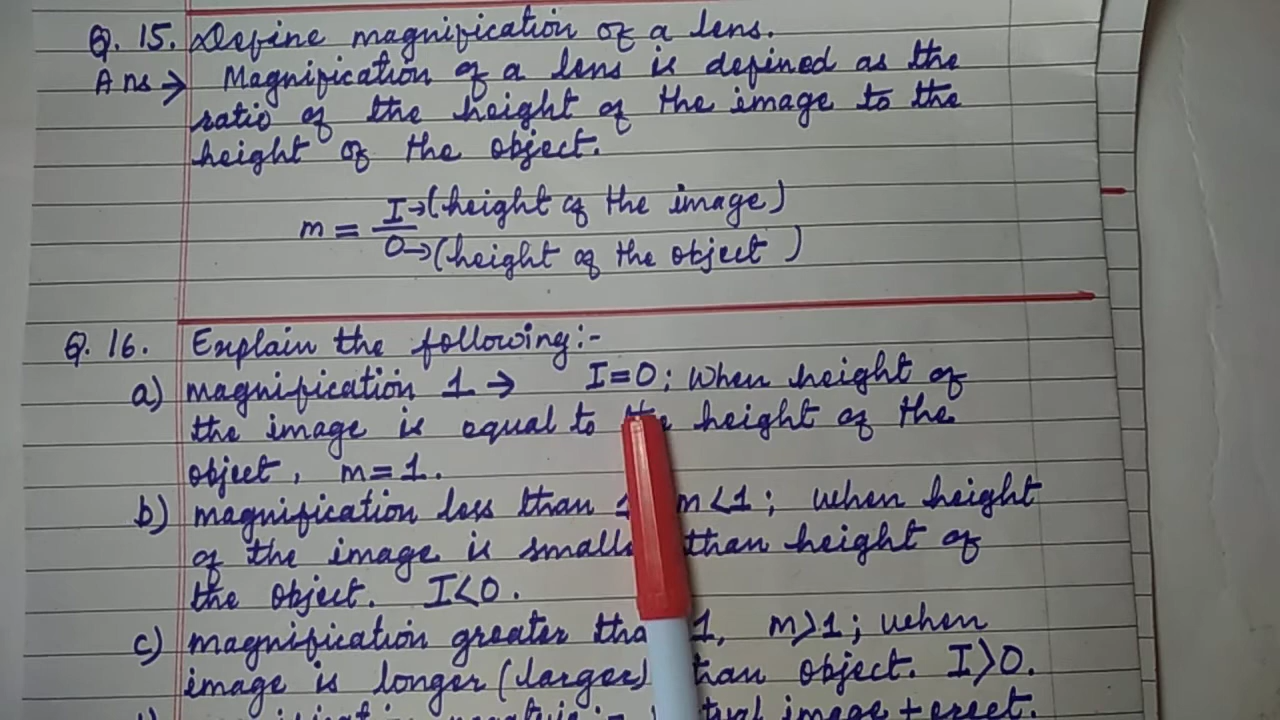 Q. 15. Define magnification of a lens.
Ans → Magnification of a lens is defined as the
ratio of the height of the image to the
height of the object.
m = I→(height of the image)
O→(height of the object)
Q. 16. Explain the following:-
a) magnification 1 → I=O; When height of
the image is equal to the height of the
object, m=1.
b) magnification less than 1 m<1; when height
of the image is smalle than height of
the object. I<O.
c) magnification greater tha 1, m>1; when
image is longer (larger) than object. I>O.
image + erect.